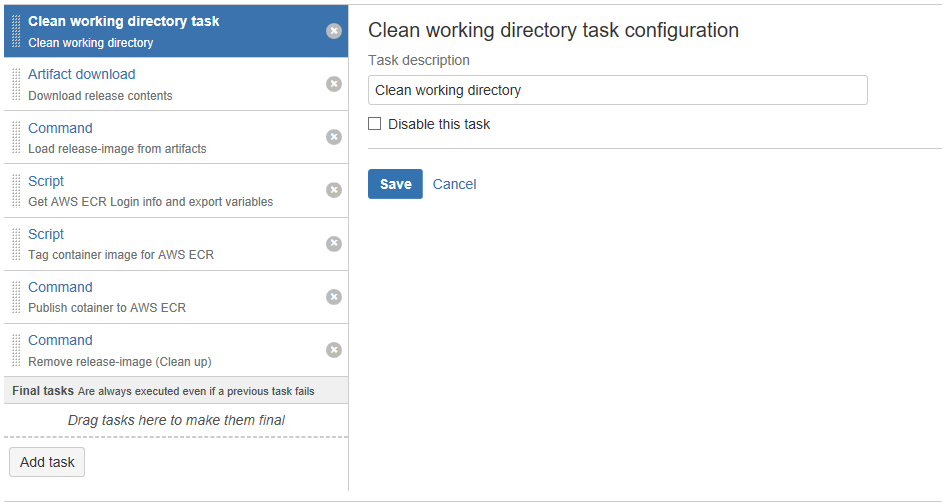 Clean working directory task
Clean working directory
Artifact download
Download release contents
Command
Load release-image from artifacts
Script
Get AWS ECR Login info and export variables
Script
Tag container image for AWS ECR
Command
Publish cotainer to AWS ECR
Command
Remove release-image (Clean up)
Final tasks Are always executed even if a previous task fails
Drag tasks here to make them final
Add task
Clean working directory task configuration
Task description
Clean working directory
Disable this task
Save Cancel